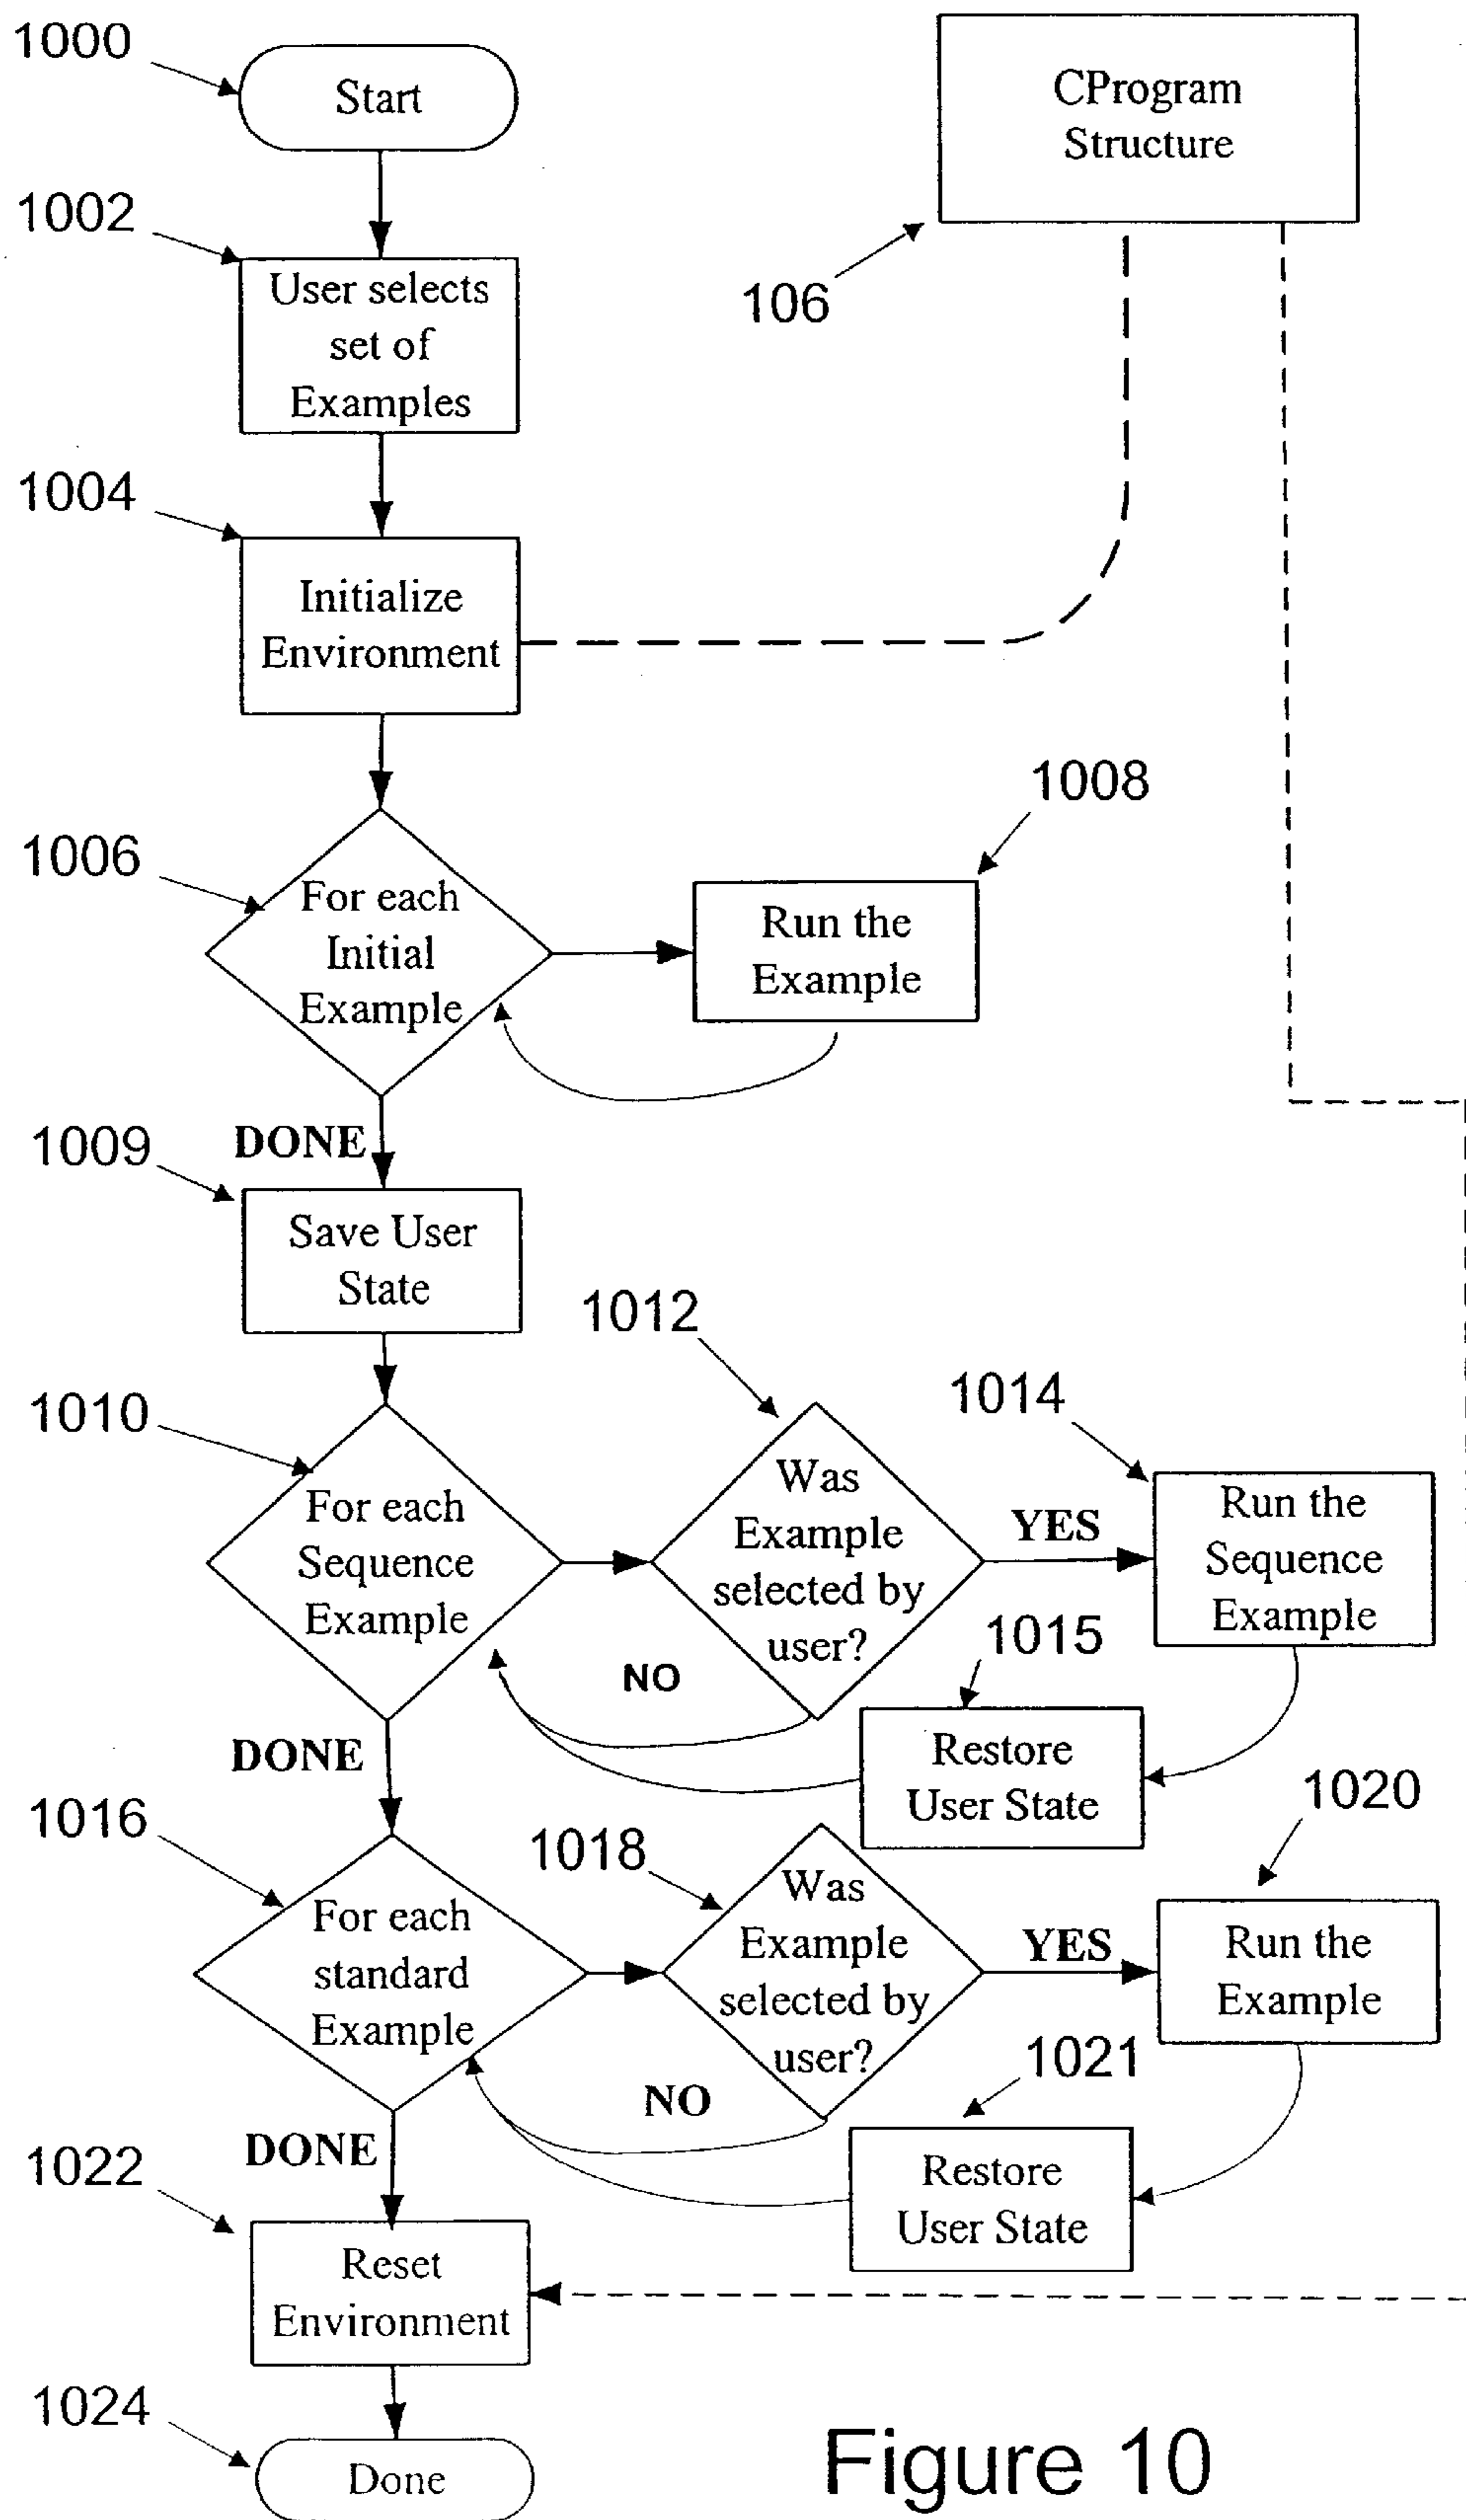 1000
Start
CProgram
Structure
1002
User selects
set of
Examples
106
1004
Initialize
Environment
1008
1006
For each
Initial
Example
Run the
Example
DONE
1009
Save User
State
1012
1014
1010
For each
Sequence
Example
Was
Example
selected by
user?
YES
Run the
Sequence
Example
NO
1015
Restore
User State
DONE
1020
1016
1018
For each
standard
Example
Was
Example
selected by
user?
YES
Run the
Example
NO
1021
Restore
User State
DONE
1022
Reset
Environment
1024
Done
Figure 10